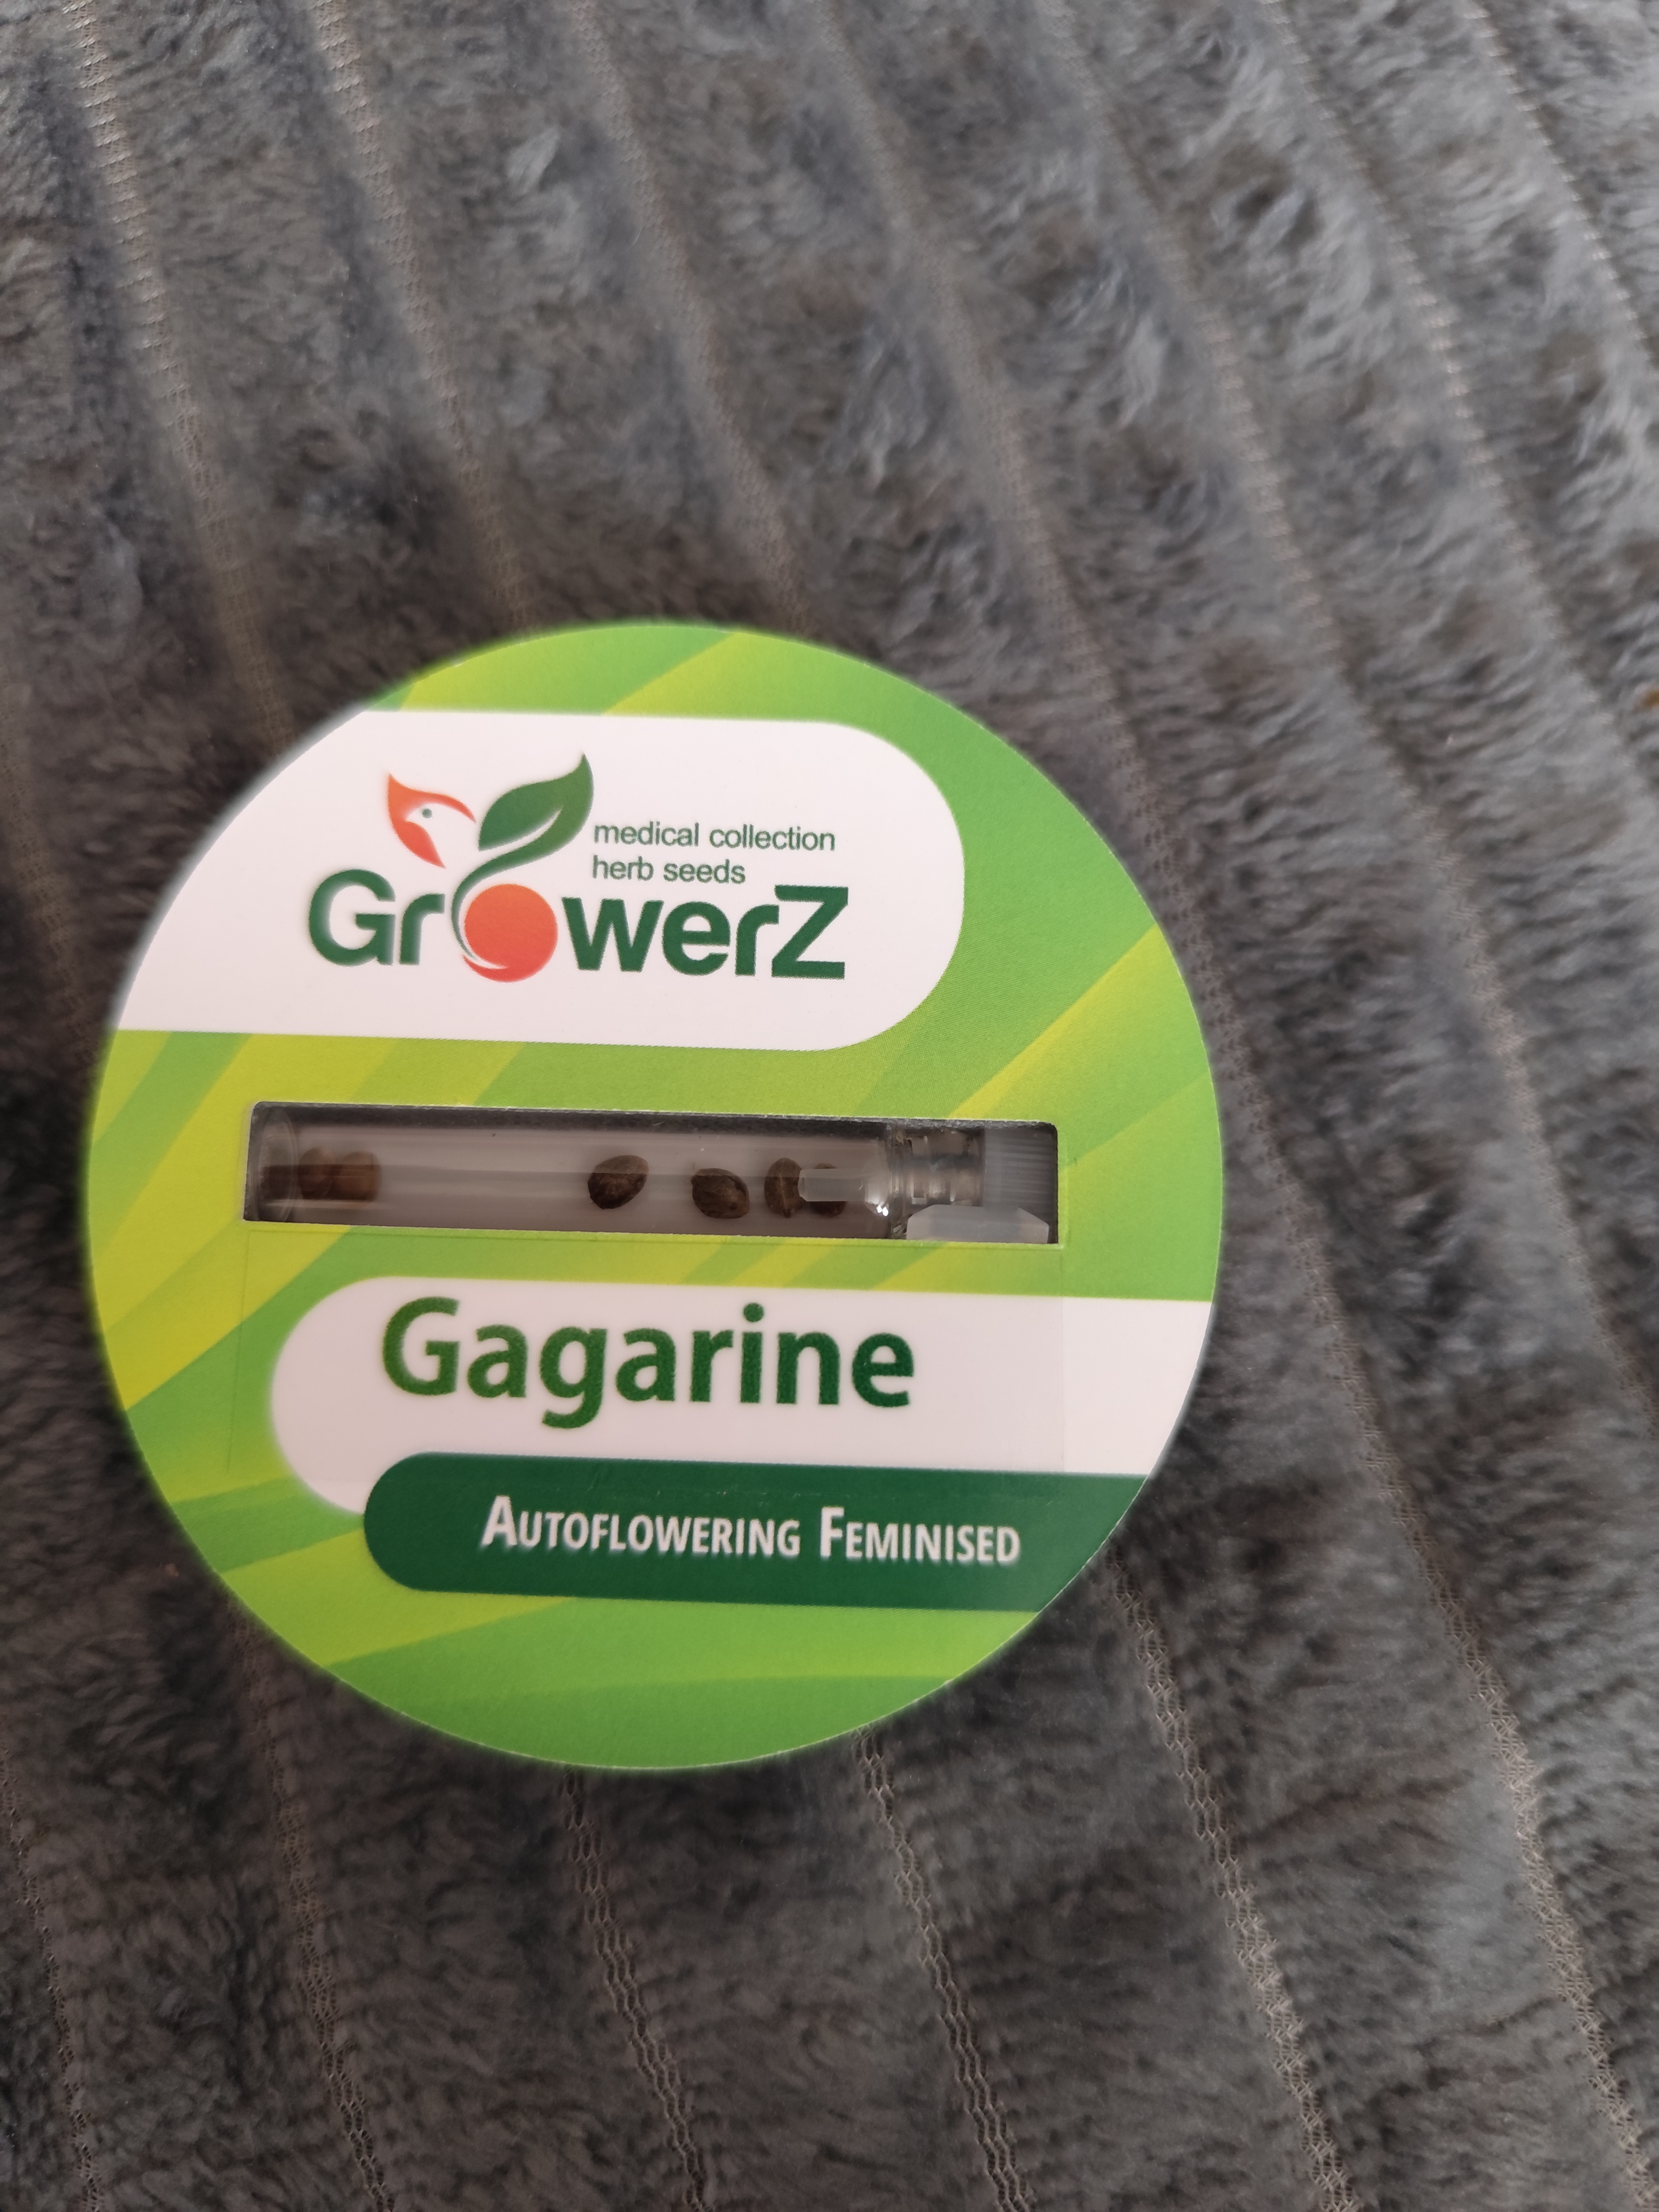 medical collection
herb seeds
GrowerZ
Gagarine
AUTOFLOWERING FEMINISED